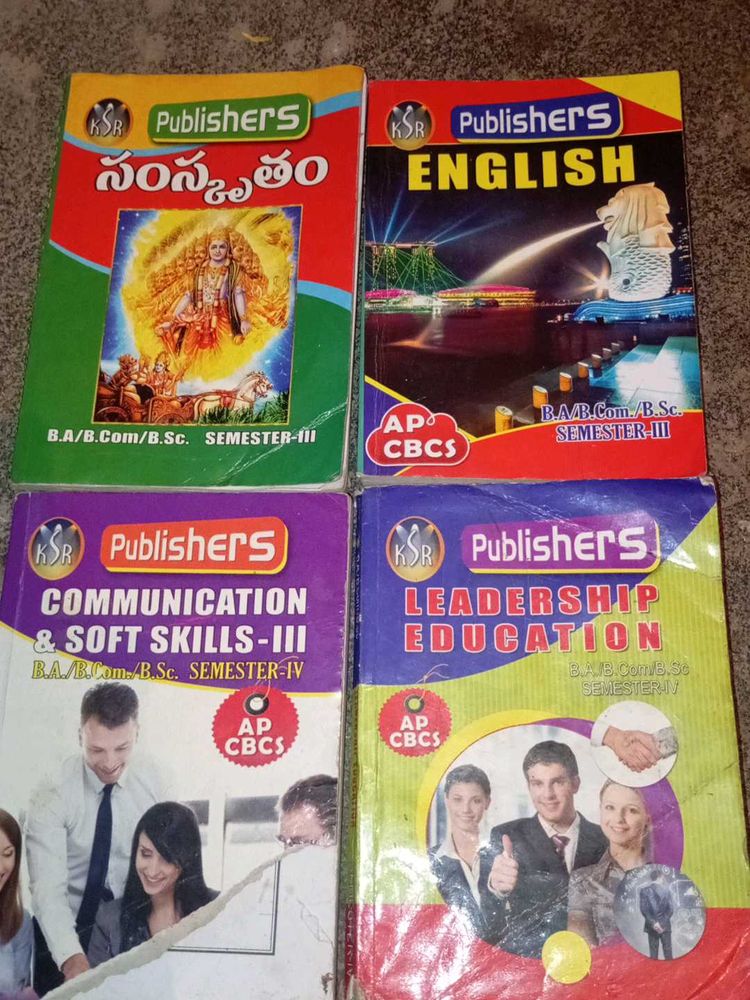 KSR Publishers
సంస్కృతం
B.A/B.Com/B.Sc. SEMESTER-III
KSR Publishers
ENGLISH
AP
CBCS
B.A/B.Com./B.Sc.
SEMESTER-III
KSR Publishers
COMMUNICATION
& SOFT SKILLS-III
B.A./B.Com./B.Sc. SEMESTER-IV
AP
CBCS
KSR Publishers
LEADERSHIP
EDUCATION
B.A./B.Com/B.Sc
SEMESTER-IV
AP
CBCS